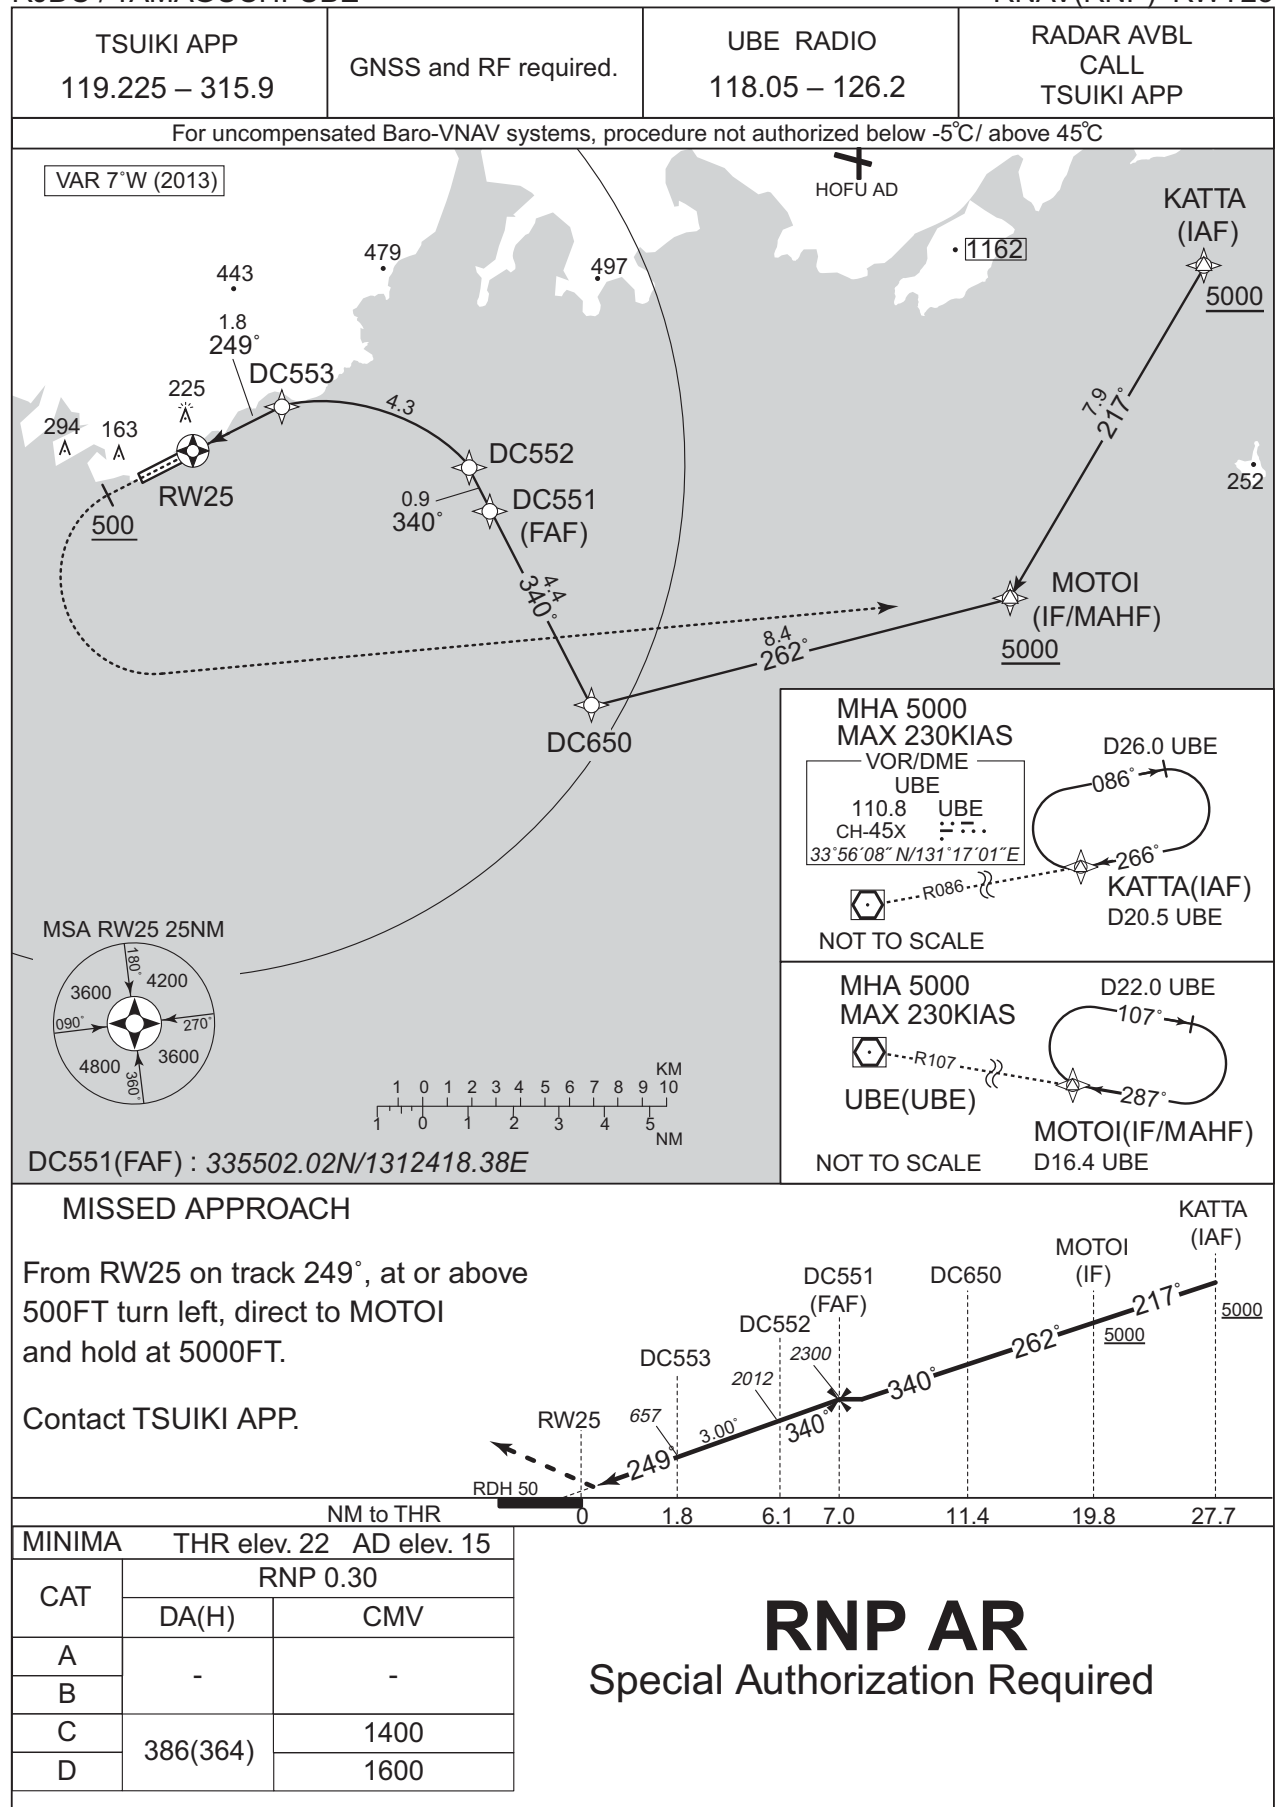 RJDC / YAMAGUCHI UBE
RNAV(RNP) RWY25
TSUIKI APP
119.225 – 315.9
GNSS and RF required.
UBE RADIO
118.05 – 126.2
RADAR AVBL
CALL
TSUIKI APP
For uncompensated Baro-VNAV systems, procedure not authorized below -5°C/ above 45°C
VAR 7°W (2013)
HOFU AD
KATTA
(IAF)
5000
1162
479
497
443
1.8
249°
DC553
225
4.3
294
163
RW25
500
DC552
0.9
340°
DC551
(FAF)
7.9
217°
252
4.4
340°
MOTOI
(IF/MAHF)
5000
8.4
262°
DC650
MHA 5000
MAX 230KIAS
VOR/DME
UBE
110.8 UBE
CH-45X
33°56′08″ N/131°17′01″E
D26.0 UBE
086°
266°
R086
KATTA(IAF)
D20.5 UBE
NOT TO SCALE
MHA 5000
MAX 230KIAS
D22.0 UBE
107°
R107
287°
UBE(UBE)
MOTOI(IF/MAHF)
D16.4 UBE
NOT TO SCALE
MSA RW25 25NM
180°
3600
4200
090°
270°
4800
3600
360°
KM
1 0 1 2 3 4 5 6 7 8 9 10
1 0 1 2 3 4 5
NM
DC551(FAF) : 335502.02N/1312418.38E
MISSED APPROACH
From RW25 on track 249°, at or above
500FT turn left, direct to MOTOI
and hold at 5000FT.
Contact TSUIKI APP.
KATTA
(IAF)
MOTOI
(IF)
DC650
DC551
(FAF)
DC552
DC553
RW25
217°
5000
5000
262°
340°
2300
2012
340°
3.00°
657
249°
RDH 50
NM to THR 0 1.8 6.1 7.0 11.4 19.8 27.7
MINIMA THR elev. 22 AD elev. 15
CAT
RNP 0.30
DA(H) CMV
A
B
- -
C
D
386(364)
1400
1600
RNP AR
Special Authorization Required